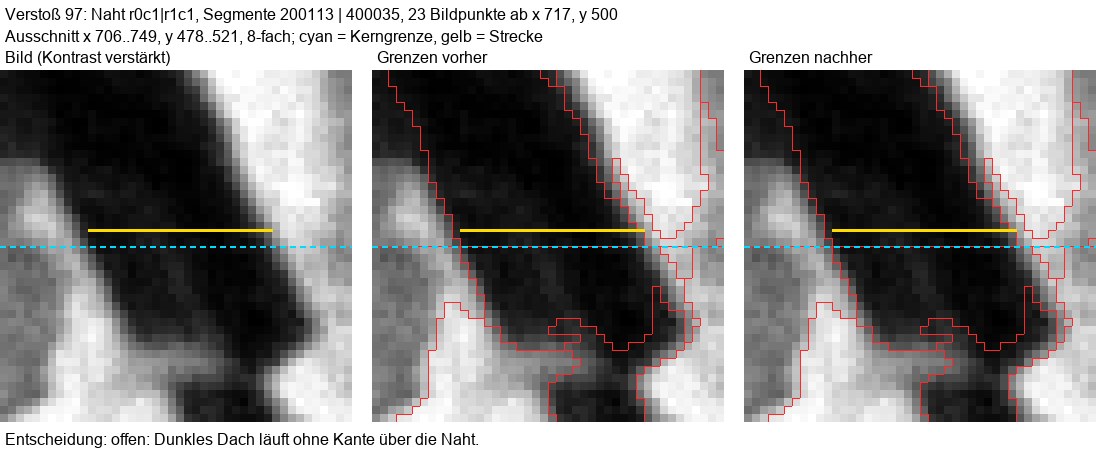 Verstoß 97: Naht r0c1|r1c1, Segmente 200113 | 400035, 23 Bildpunkte ab x 717, y 500
Ausschnitt x 706..749, y 478..521, 8-fach; cyan = Kerngrenze, gelb = Strecke
Bild (Kontrast verstärkt)
Grenzen vorher
Grenzen nachher
Entscheidung: offen: Dunkles Dach läuft ohne Kante über die Naht.